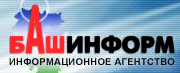 БАШИНФОРМ
ИНФОРМАЦИОННОЕ АГЕНТСТВО